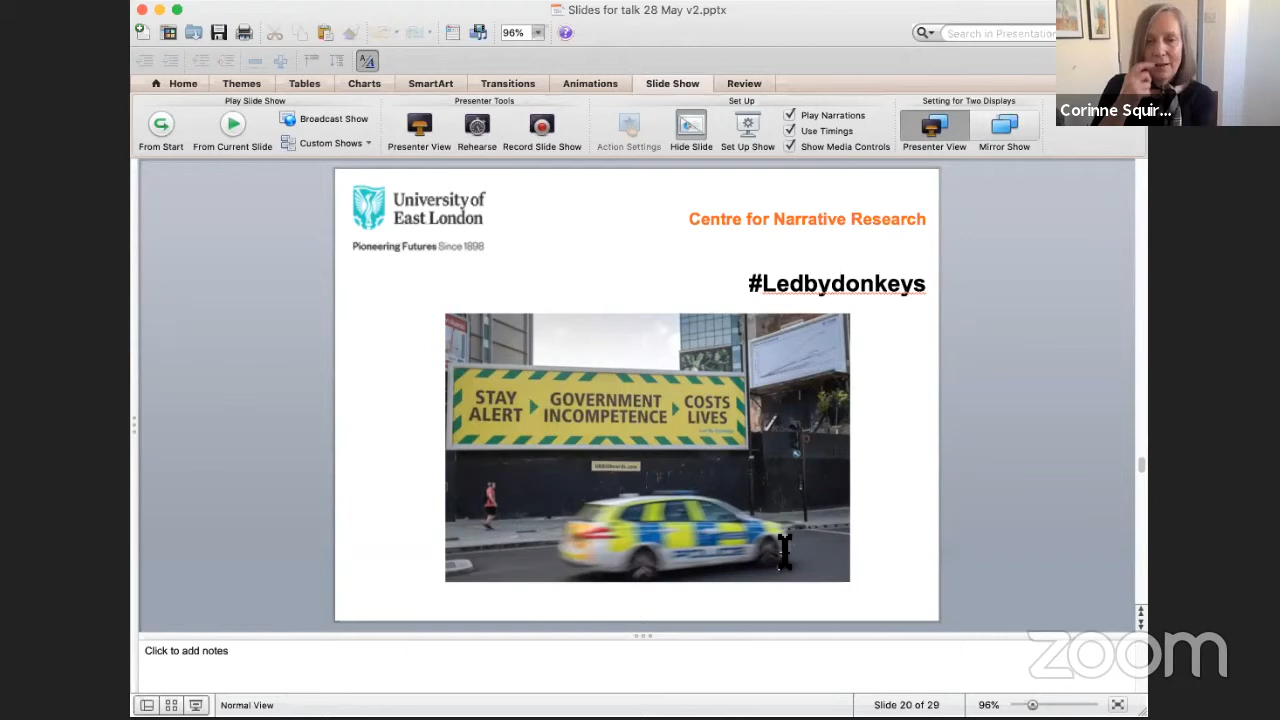 Slides for talk 28 May v2.pptx
96%
Search in Presentation
Home
Themes
Tables
Charts
SmartArt
Transitions
Animations
Slide Show
Review
Play Slide Show
Presenter Tools
Set Up
Setting for Two Displays
From Start
From Current Slide
Broadcast Show
Custom Shows
Presenter View
Rehearse
Record Slide Show
Action Settings
Hide Slide
Set Up Show
Play Narrations
Use Timings
Show Media Controls
Presenter View
Mirror Show
Corinne Squir...
University of
East London
Pioneering Futures Since 1898
Centre for Narrative Research
#Ledbydonkeys
STAY
ALERT
GOVERNMENT
INCOMPETENCE
COSTS
LIVES
Click to add notes
zoom
Normal View
Slide 20 of 29
96%